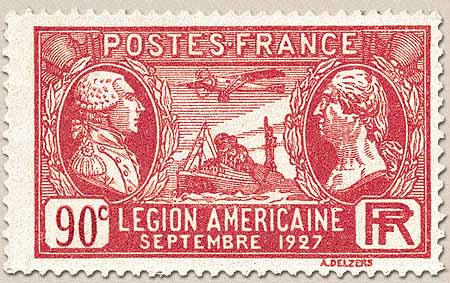 POSTES·FRANCE
90c
LEGION AMERICAINE
SEPTEMBRE 1927
RF
A.DELZERS